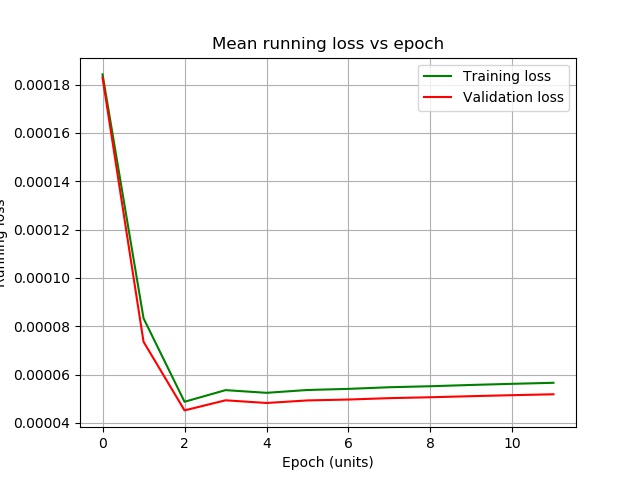 Mean running loss vs epoch
Training loss
Validation loss
0.00018
0.00016
0.00014
0.00012
0.00010
0.00008
0.00006
0.00004
Running loss
0 2 4 6 8 10
Epoch (units)